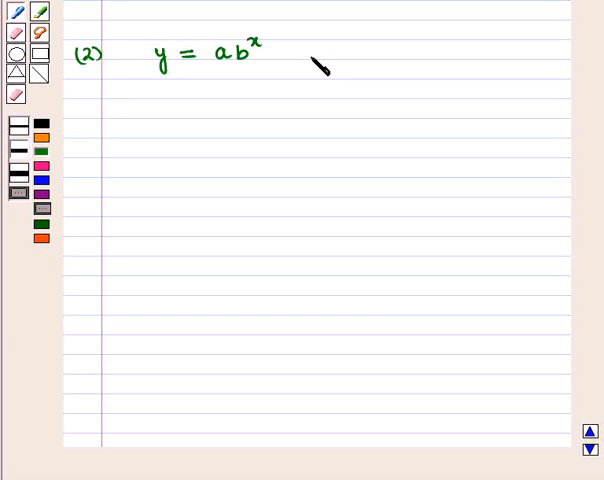 (2) y = ab^x